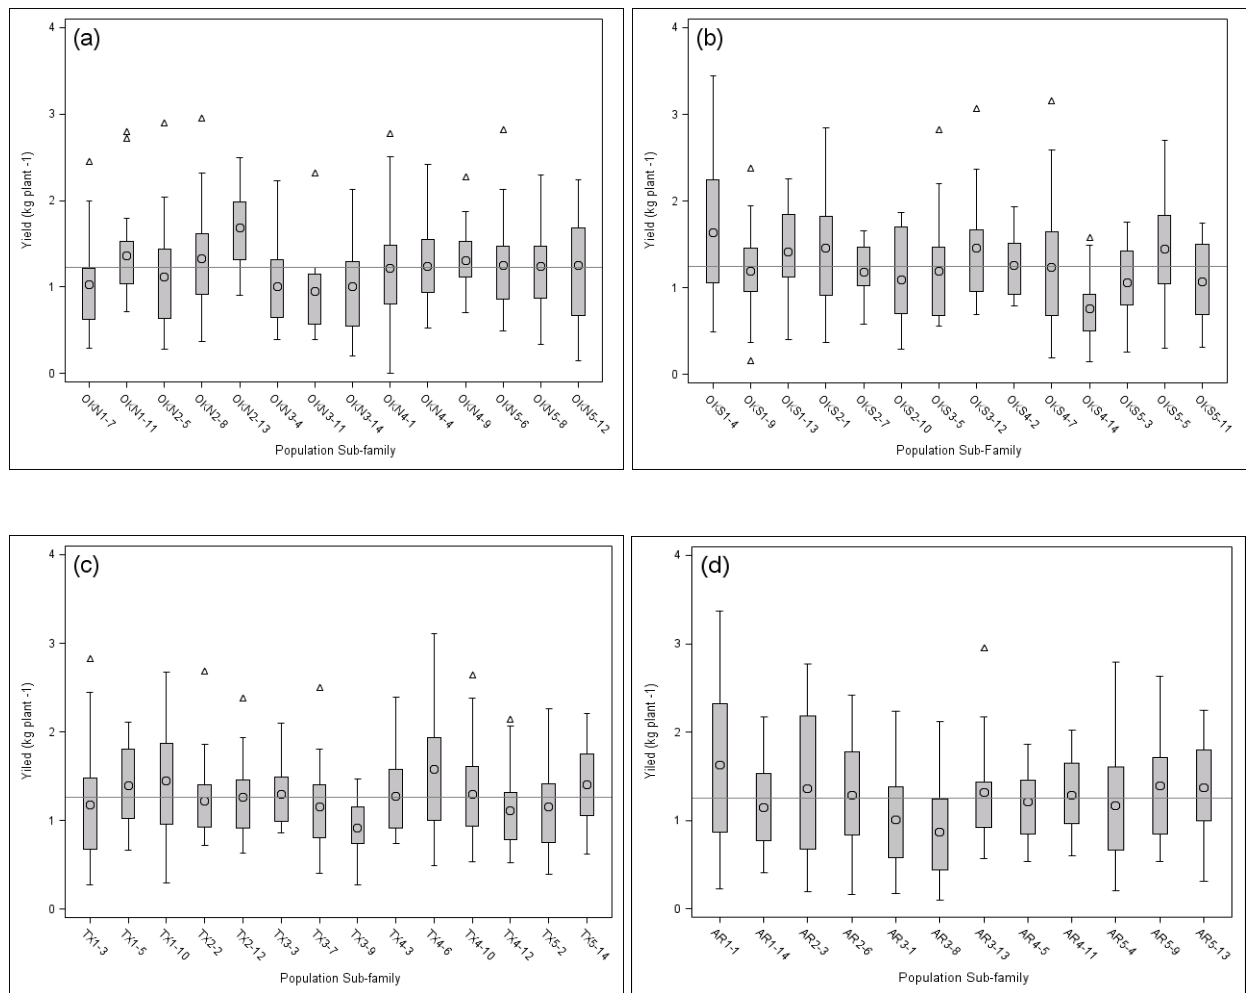 (a)
4
3
2
1
0
Yield (kg plant -1)
OKN1-7
OKN1-11
OKN2-5
OKN2-8
OKN2-13
OKN3-4
OKN3-11
OKN3-14
OKN4-1
OKN4-4
OKN4-9
OKN5-6
OKN5-8
OKN5-12
Population Sub-family
(b)
4
3
2
1
0
Yield (kg plant -1)
OKS1-4
OKS1-9
OKS1-13
OKS2-1
OKS2-7
OKS2-10
OKS3-5
OKS3-12
OKS4-2
OKS4-7
OKS4-14
OKS5-3
OKS5-5
OKS5-11
Population Sub-Family
(c)
4
3
2
1
0
Yiled (kg plant -1)
TX1-3
TX1-5
TX1-10
TX2-2
TX2-12
TX3-3
TX3-7
TX3-9
TX4-3
TX4-6
TX4-10
TX4-12
TX5-2
TX5-14
Population Sub-family
(d)
4
3
2
1
0
Yiled (kg plant -1)
AR1-1
AR1-14
AR2-3
AR2-6
AR3-1
AR3-8
AR3-13
AR4-5
AR4-11
AR5-4
AR5-9
AR5-13
Population Sub-family